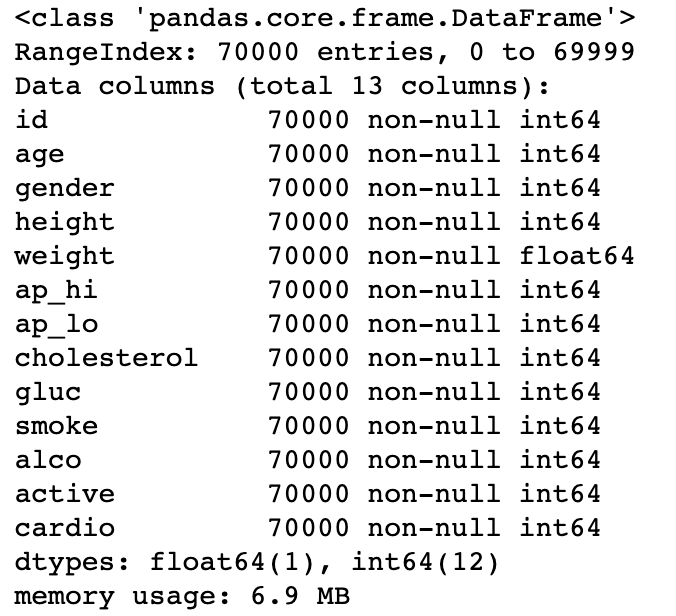 <class 'pandas.core.frame.DataFrame'>
RangeIndex: 70000 entries, 0 to 69999
Data columns (total 13 columns):
id             70000 non-null int64
age            70000 non-null int64
gender         70000 non-null int64
height         70000 non-null int64
weight         70000 non-null float64
ap_hi          70000 non-null int64
ap_lo          70000 non-null int64
cholesterol    70000 non-null int64
gluc           70000 non-null int64
smoke          70000 non-null int64
alco           70000 non-null int64
active         70000 non-null int64
cardio         70000 non-null int64
dtypes: float64(1), int64(12)
memory usage: 6.9 MB